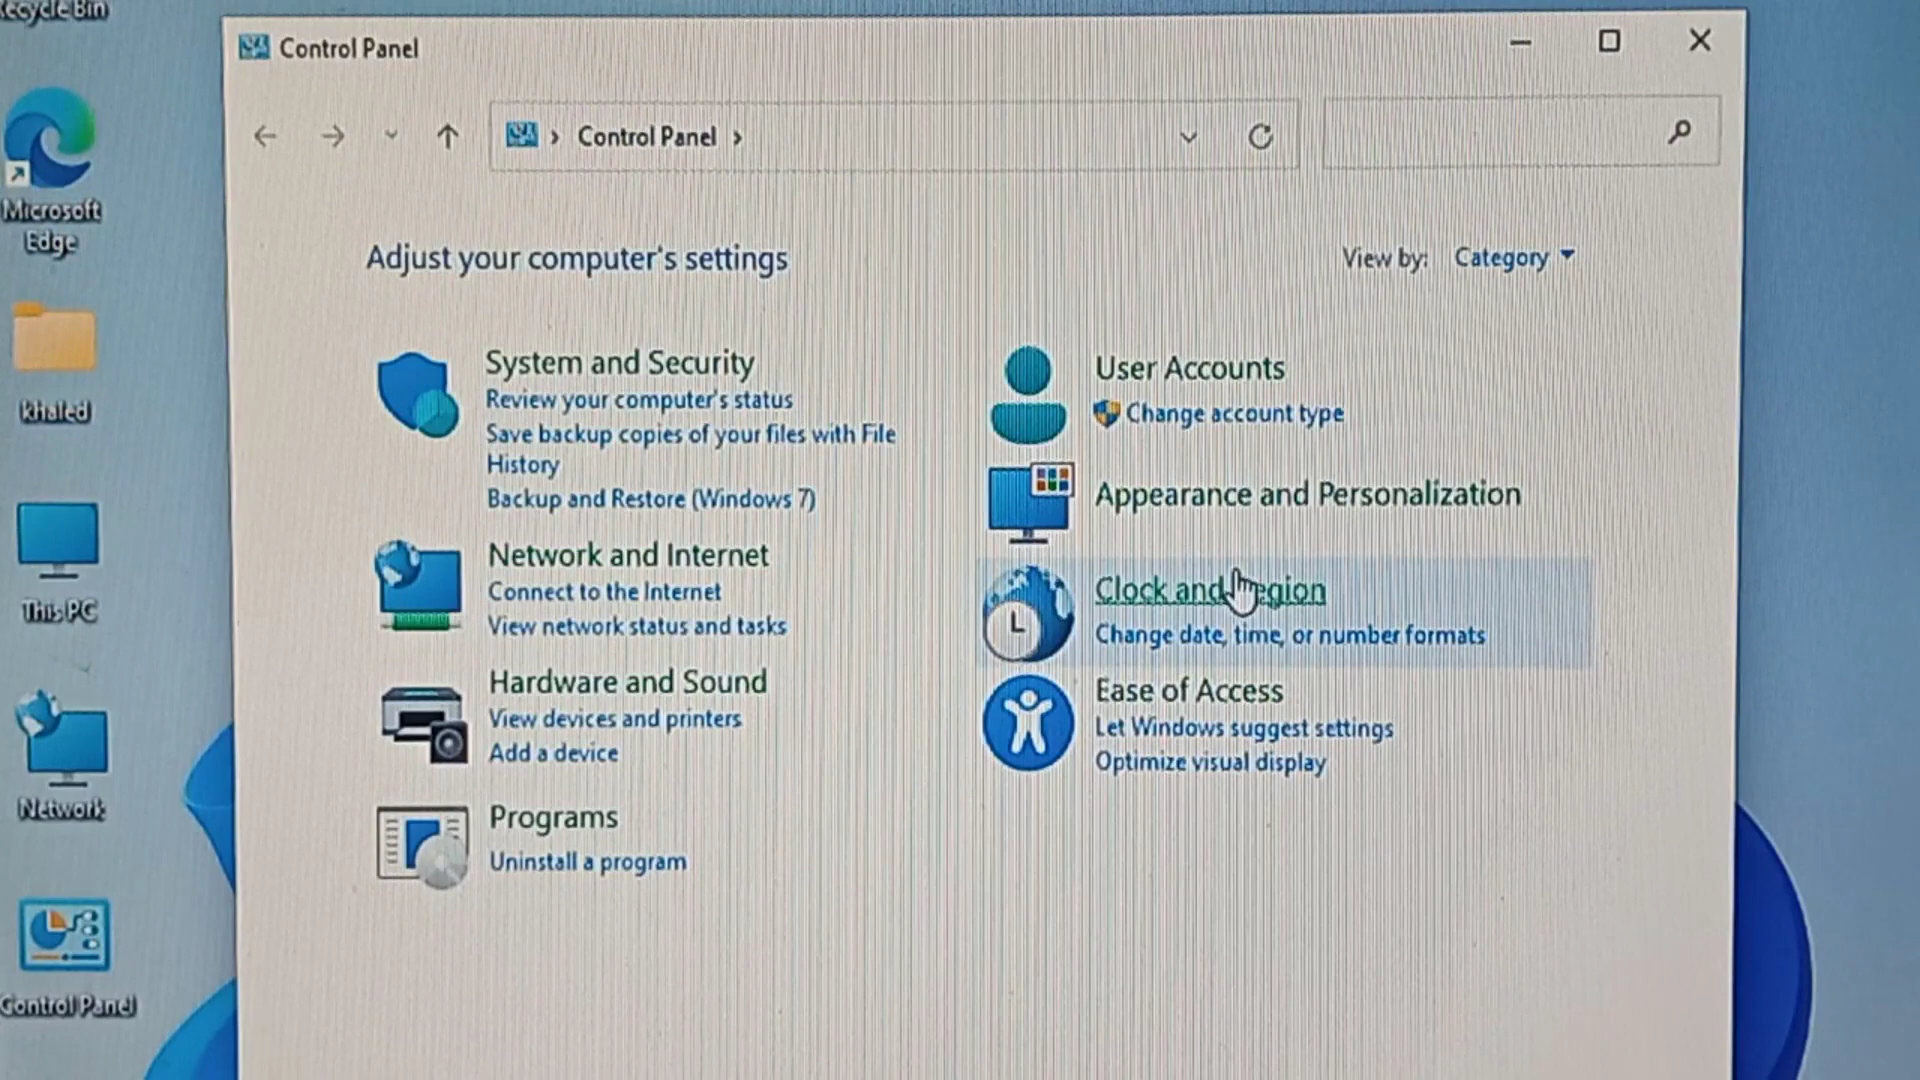 Recycle Bin
Microsoft
Edge
khaled
This PC
Network
Control Panel
Control Panel
Control Panel
Adjust your computer's settings
View by: Category
System and Security
Review your computer's status
Save backup copies of your files with File
History
Backup and Restore (Windows 7)
Network and Internet
Connect to the Internet
View network status and tasks
Hardware and Sound
View devices and printers
Add a device
Programs
Uninstall a program
User Accounts
Change account type
Appearance and Personalization
Clock and Region
Change date, time, or number formats
Ease of Access
Let Windows suggest settings
Optimize visual display